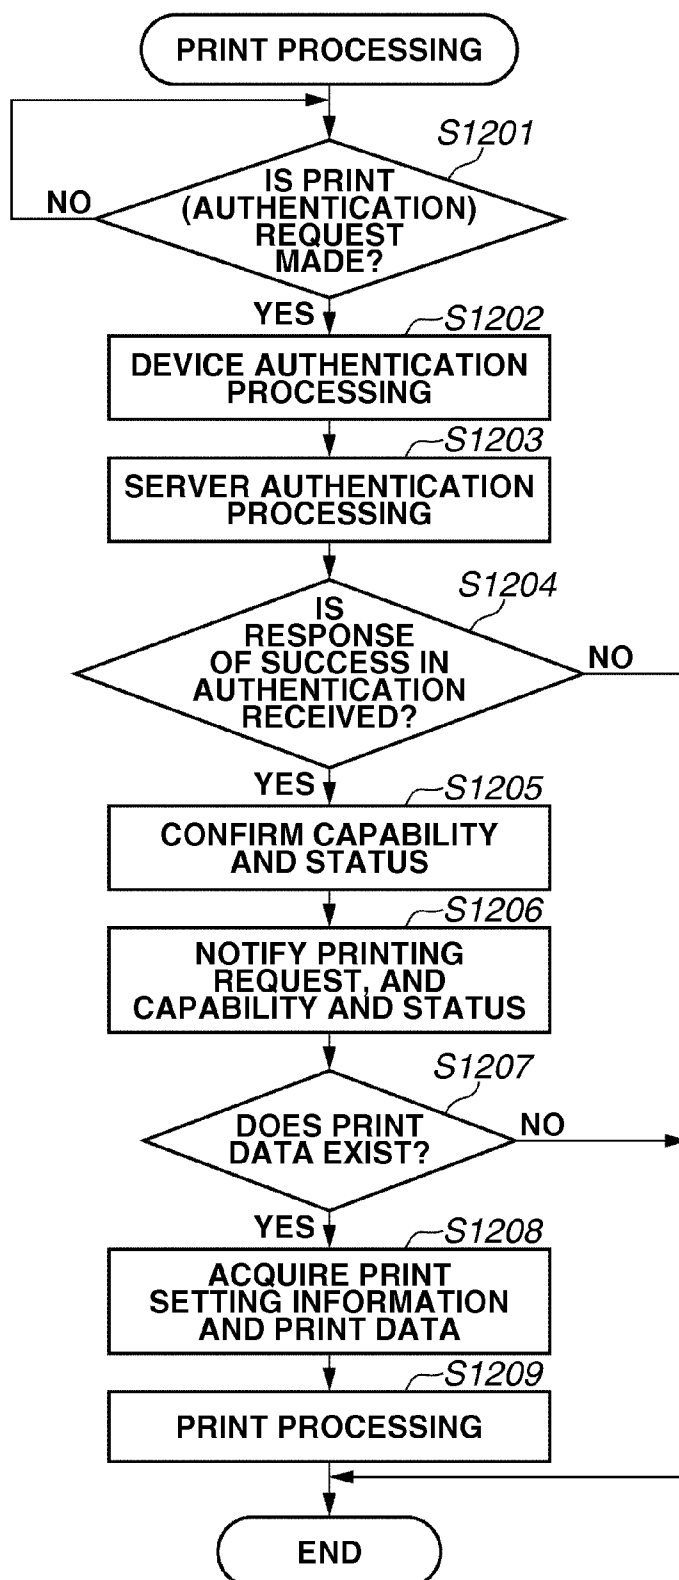 PRINT PROCESSING
S1201
IS PRINT
(AUTHENTICATION)
REQUEST
MADE?
NO
YES
S1202
DEVICE AUTHENTICATION
PROCESSING
S1203
SERVER AUTHENTICATION
PROCESSING
S1204
IS
RESPONSE
OF SUCCESS IN
AUTHENTICATION
RECEIVED?
NO
YES
S1205
CONFIRM CAPABILITY
AND STATUS
S1206
NOTIFY PRINTING
REQUEST, AND
CAPABILITY AND STATUS
S1207
DOES PRINT
DATA EXIST?
NO
YES
S1208
ACQUIRE PRINT
SETTING INFORMATION
AND PRINT DATA
S1209
PRINT PROCESSING
END